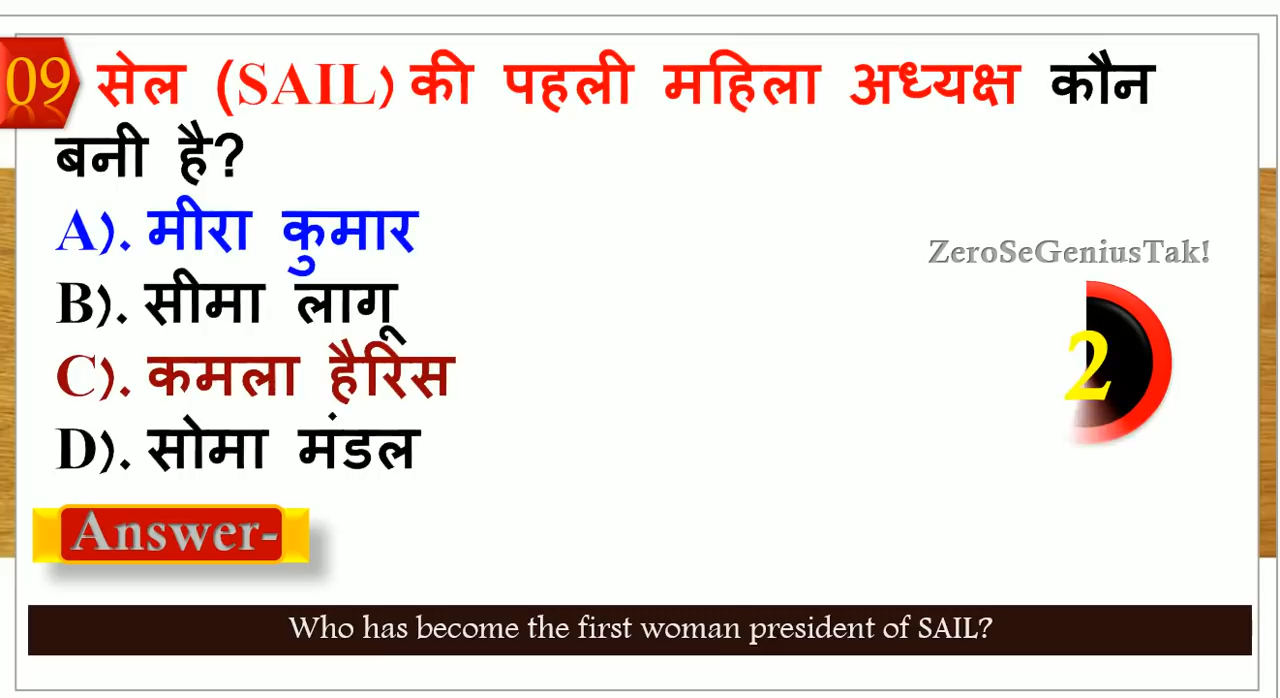 09 सेल (SAIL) की पहली महिला अध्यक्ष कौन
बनी है?
A). मीरा कुमार
ZeroSeGeniusTak!
B). सीमा लागू
2
C). कमला हैरिस
D). सोमा मंडल
Answer-
Who has become the first woman president of SAIL?